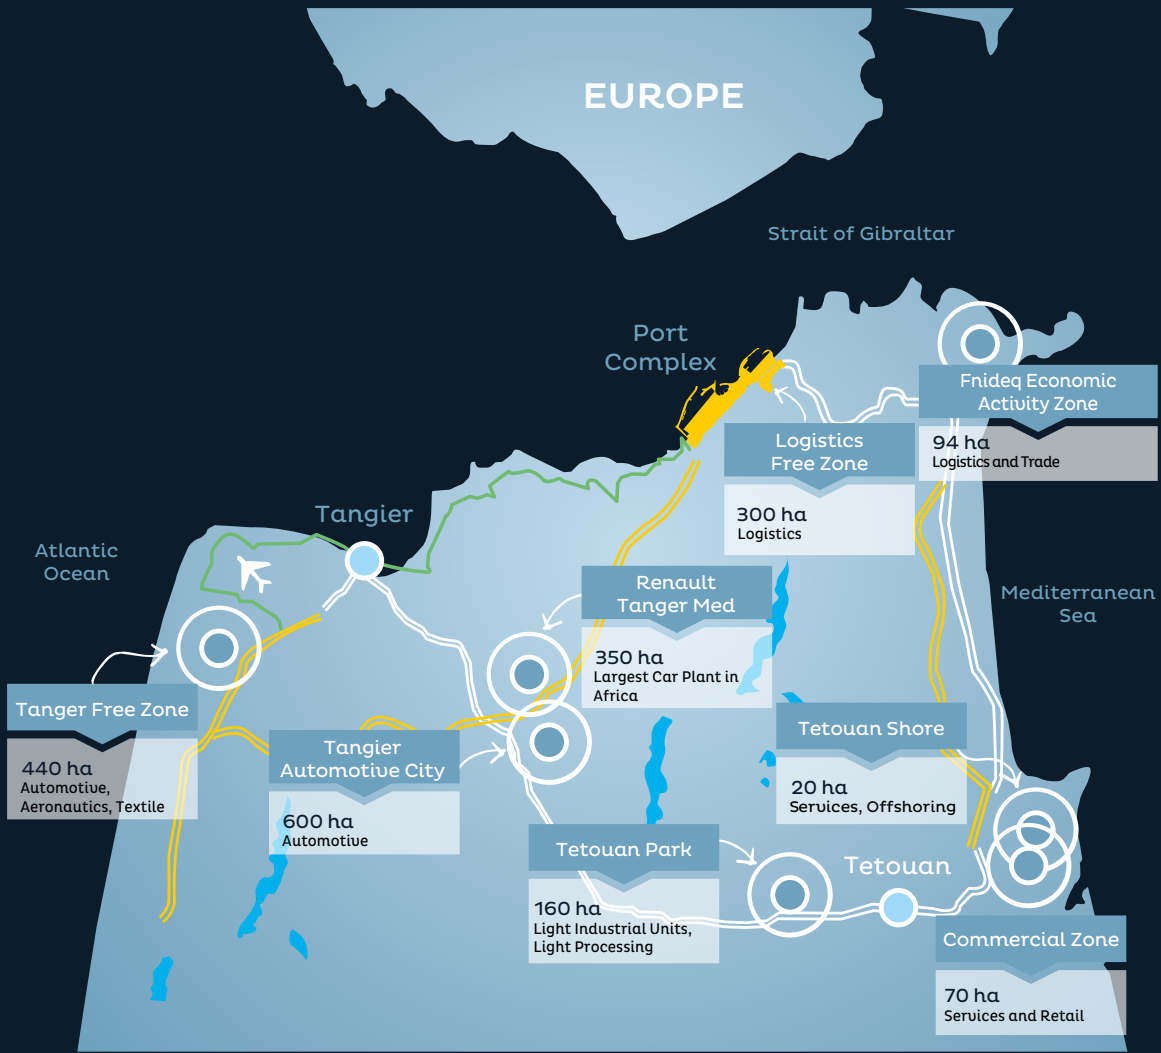 EUROPE
Strait of Gibraltar
Port
Complex
Fnideq Economic
Activity Zone
94 ha
Logistics and Trade
Logistics
Free Zone
300 ha
Logistics
Tangier
Atlantic
Ocean
Renault
Tanger Med
350 ha
Largest Car Plant in
Africa
Mediterranean
Sea
Tanger Free Zone
440 ha
Automotive,
Aeronautics, Textile
Tangier
Automotive City
600 ha
Automotive
Tetouan Shore
20 ha
Services, Offshoring
Tetouan Park
160 ha
Light Industrial Units,
Light Processing
Tetouan
Commercial Zone
70 ha
Services and Retail